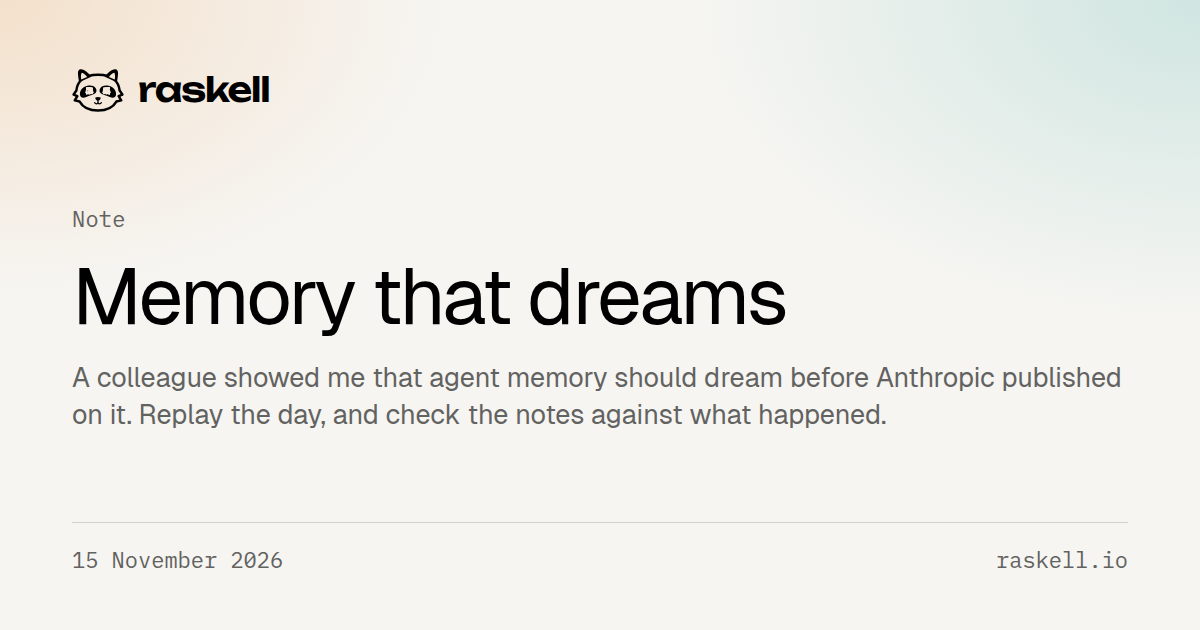 raskell
Note
Memory that dreams
A colleague showed me that agent memory should dream before Anthropic published
on it. Replay the day, and check the notes against what happened.
15 November 2026
raskell.io